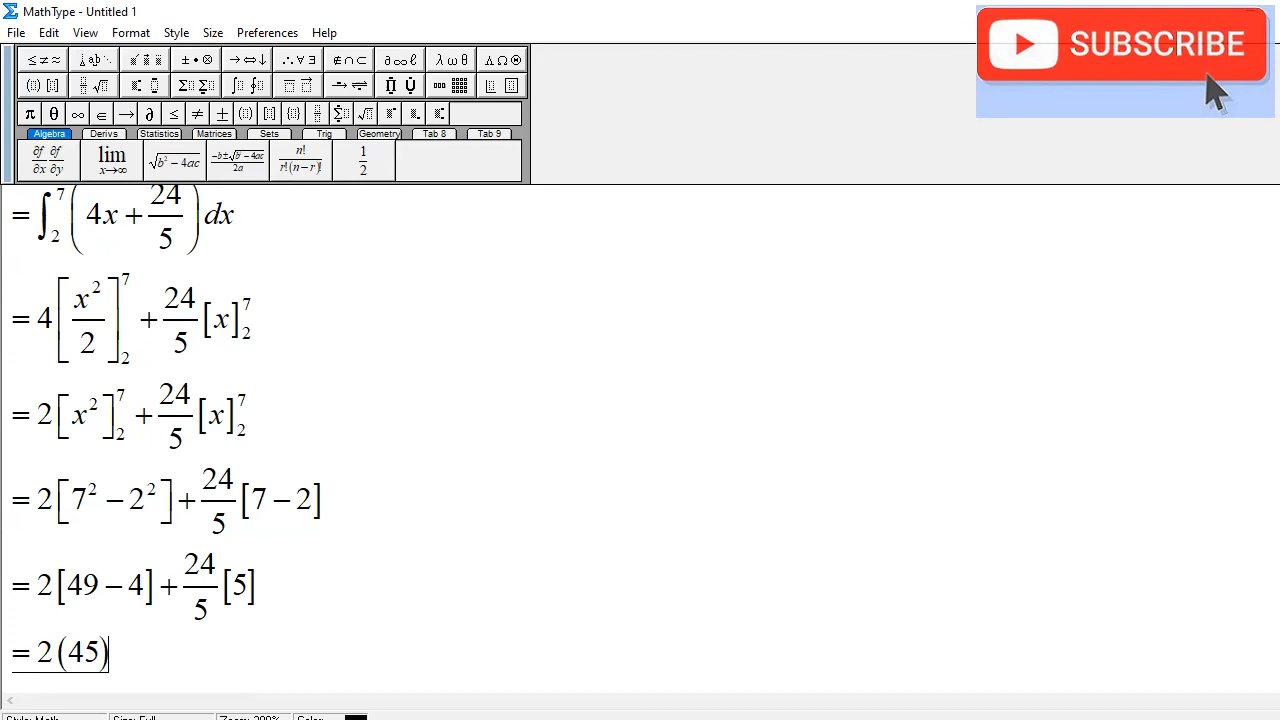 MathType - Untitled 1
File Edit View Format Style Size Preferences Help
SUBSCRIBE
≤ ≠ ≈ ± • ⊗ → ⇔ ↓ ∴ ∀ ∃ ∉ ∩ ⊂ ∂ ∞ ℓ λ ω θ Λ Ω ⊗
π θ ∞ ∈ → ∂ ≤ ≠ ±
Algebra Derivs Statistics Matrices Sets Trig Geometry Tab 8 Tab 9
∂f/∂x ∂f/∂y lim x→∞ √(b² − 4ac) (−b±√(b² − 4ac))/2a n!/r!(n − r)! 1/2
= ∫₂⁷ (4x + 24/5) dx
= 4[x²/2]₂⁷ + 24/5 [x]₂⁷
= 2[x²]₂⁷ + 24/5 [x]₂⁷
= 2[7² − 2²] + 24/5 [7 − 2]
= 2[49 − 4] + 24/5 [5]
= 2(45)